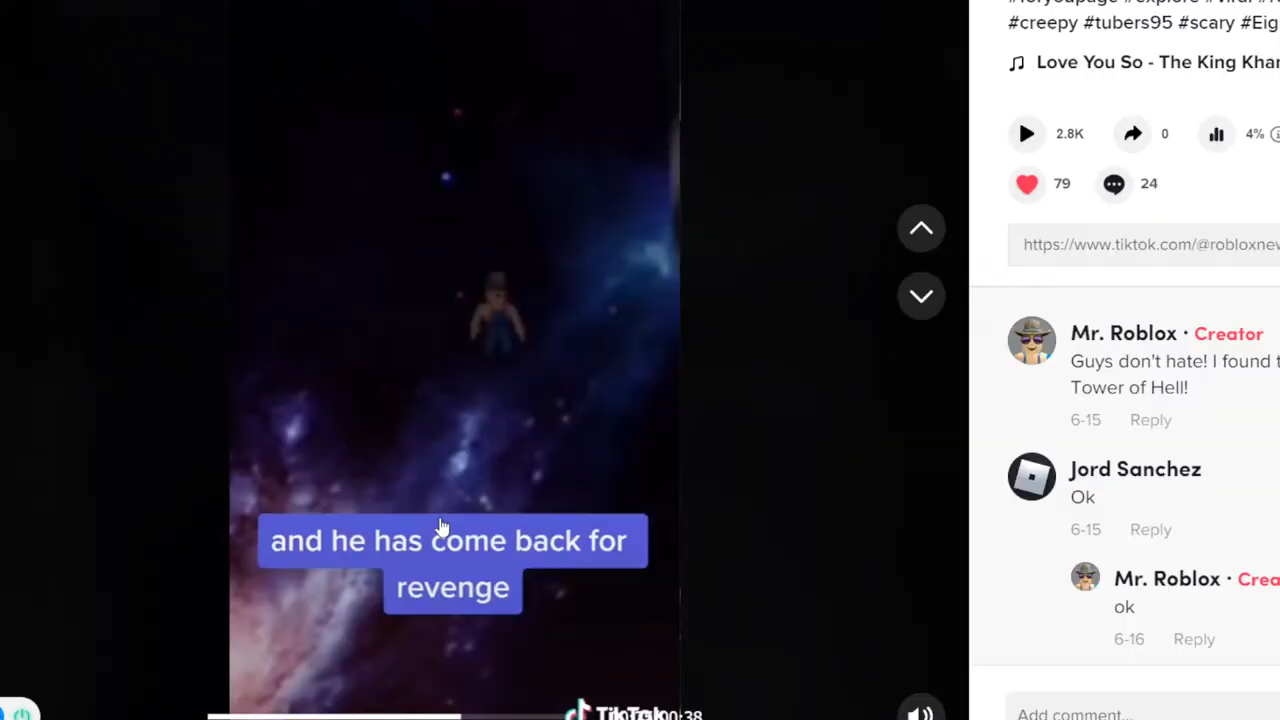 #creepy #tubers95 #scary #Eig
Love You So - The King Khan
2.8K
0
4%
79
24
https://www.tiktok.com/@robloxnew
Mr. Roblox · Creator
Guys don't hate! I found t
Tower of Hell!
6-15 Reply
Jord Sanchez
Ok
6-15 Reply
Mr. Roblox · Crea
ok
6-16 Reply
Add comment...
and he has come back for
revenge
TikTok